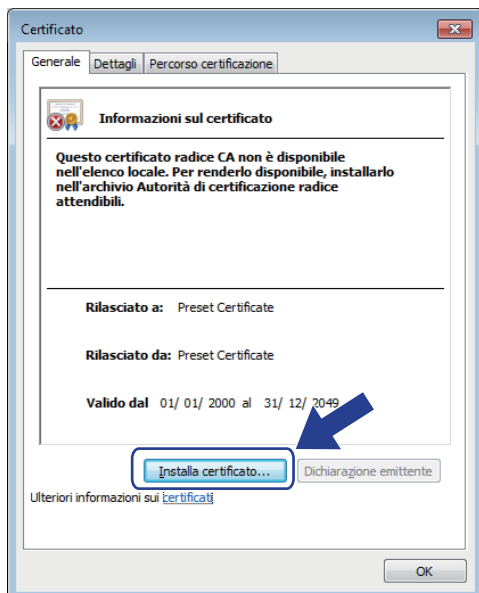 Certificato
Generale Dettagli Percorso certificazione
Informazioni sul certificato
Questo certificato radice CA non è disponibile
nell'elenco locale. Per renderlo disponibile, installarlo
nell'archivio Autorità di certificazione radice
attendibili.
Rilasciato a: Preset Certificate
Rilasciato da: Preset Certificate
Valido dal 01/ 01/ 2000 al 31/ 12/ 2049
Installa certificato... Dichiarazione emittente
Ulteriori informazioni sui certificati
OK